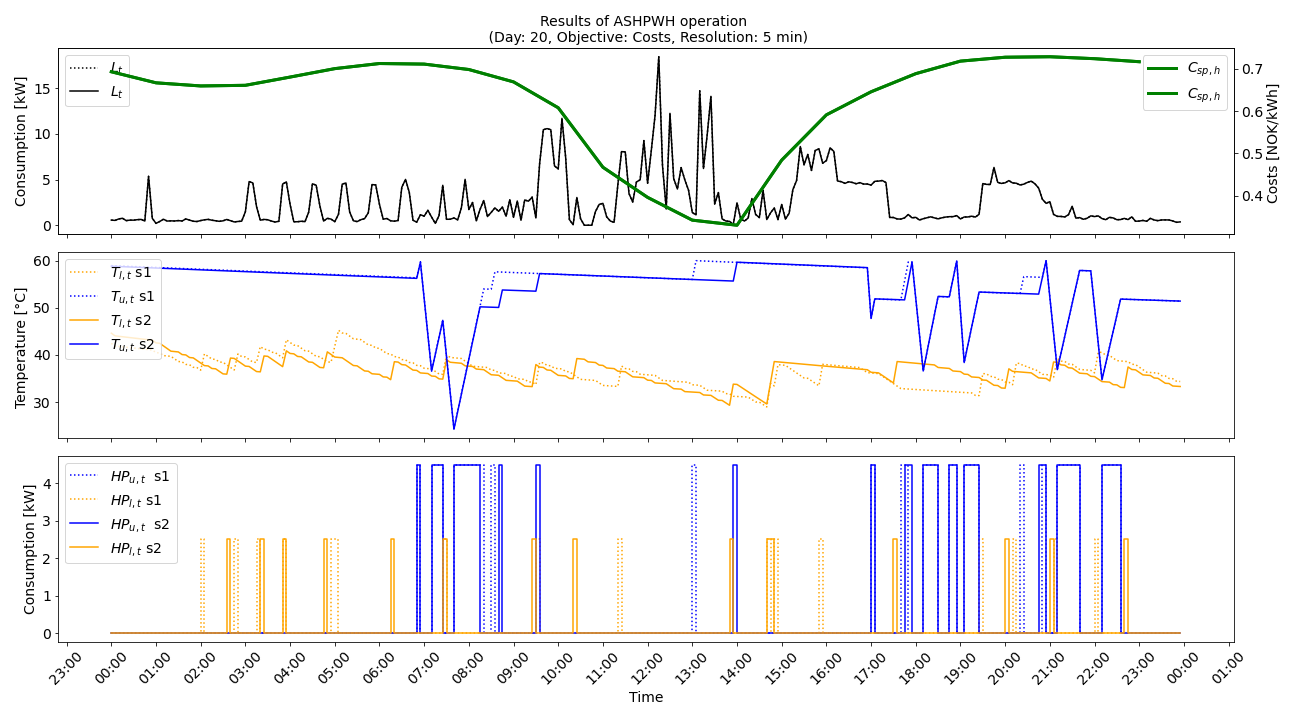 Results of ASHPWH operation
(Day: 20, Objective: Costs, Resolution: 5 min)
Consumption [kW]
15
10
5
0
L_t
L_t
C_sp,h
C_sp,h
0.7
0.6
0.5
0.4
Costs [NOK/kWh]
Temperature [°C]
60
50
40
30
T_l,t s1
T_u,t s1
T_l,t s2
T_u,t s2
Consumption [kW]
4
3
2
1
0
HP_u,t s1
HP_l,t s1
HP_u,t s2
HP_l,t s2
23:00 00:00 01:00 02:00 03:00 04:00 05:00 06:00 07:00 08:00 09:00 10:00 11:00 12:00 13:00 14:00 15:00 16:00 17:00 18:00 19:00 20:00 21:00 22:00 23:00 00:00 01:00
Time